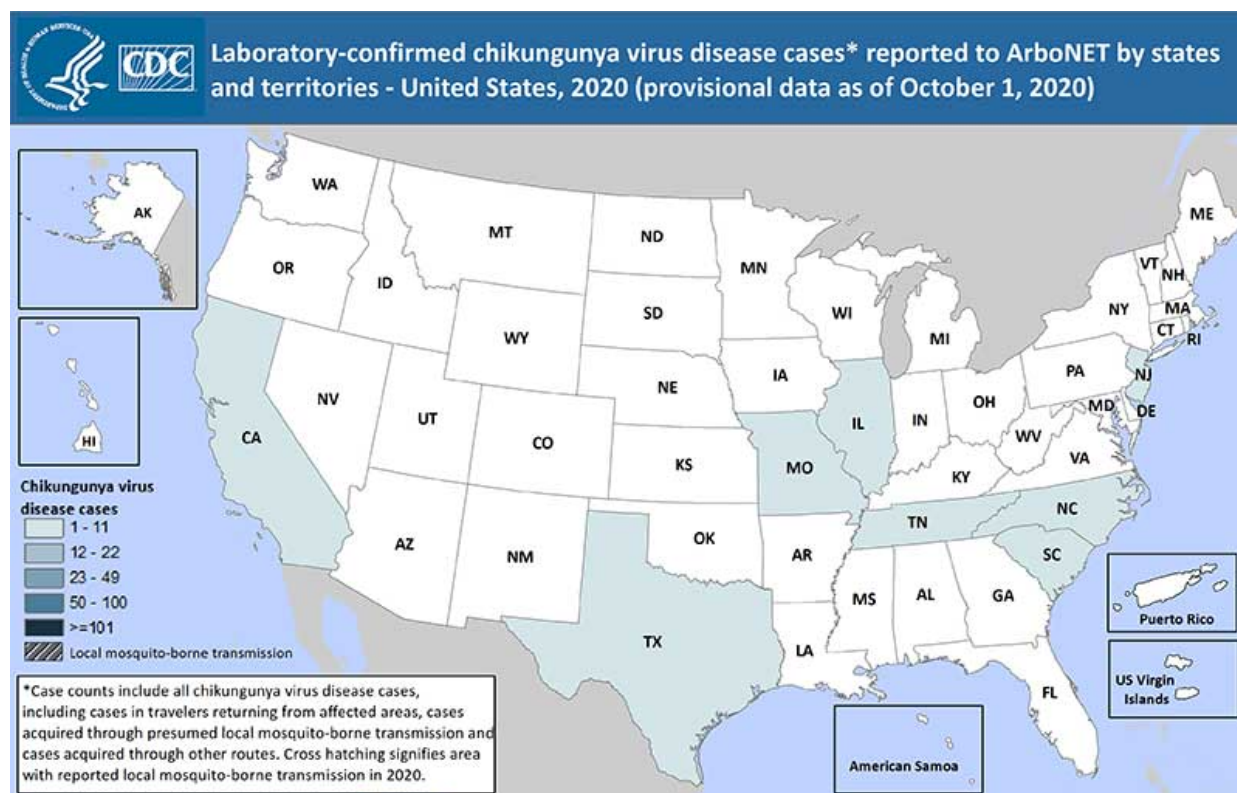 DEPARTMENT OF HEALTH & HUMAN SERVICES • USA
CDC
Laboratory-confirmed chikungunya virus disease cases* reported to ArboNET by states
and territories - United States, 2020 (provisional data as of October 1, 2020)
AK
HI
WA
MT
ND
MN
ME
VT
NH
OR
ID
SD
WI
NY
MA
CT
RI
WY
MI
IA
PA
NJ
NE
NV
UT
OH
MD
DE
IN
IL
CA
CO
WV
VA
KS
MO
KY
NC
TN
AZ
NM
OK
AR
SC
MS
AL
GA
TX
LA
FL
Chikungunya virus
disease cases
1 - 11
12 - 22
23 - 49
50 - 100
>=101
Local mosquito-borne transmission
Puerto Rico
US Virgin
Islands
American Samoa
*Case counts include all chikungunya virus disease cases,
including cases in travelers returning from affected areas, cases
acquired through presumed local mosquito-borne transmission and
cases acquired through other routes. Cross hatching signifies area
with reported local mosquito-borne transmission in 2020.